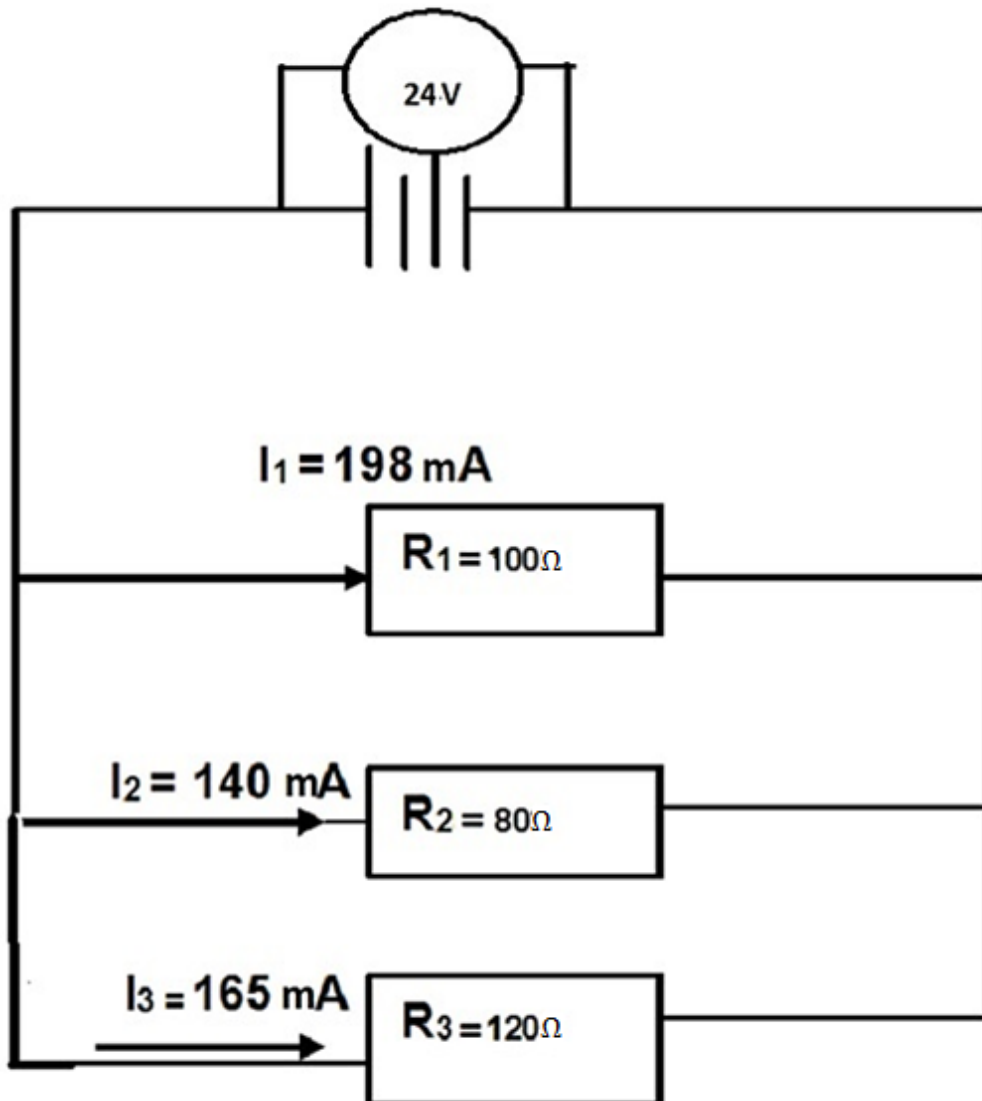 24V
I₁ = 198 mA
R₁ = 100Ω
I₂ = 140 mA
R₂ = 80Ω
I₃ = 165 mA
R₃ = 120Ω